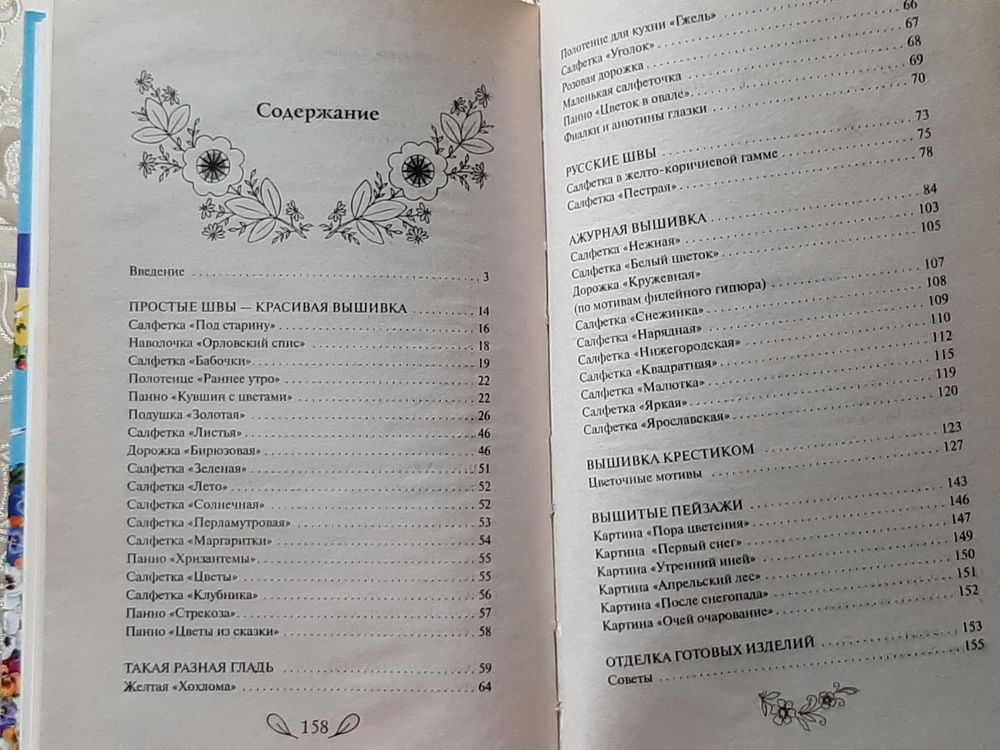 Содержание
Введение ... 3
ПРОСТЫЕ ШВЫ — КРАСИВАЯ ВЫШИВКА ... 14
Салфетка «Под старину» ... 16
Наволочка «Орловский спис» ... 18
Салфетка «Бабочки» ... 19
Полотенце «Раннее утро» ... 22
Панно «Кувшин с цветами» ... 22
Подушка «Золотая» ... 26
Салфетка «Листья» ... 46
Дорожка «Бирюзовая» ... 46
Салфетка «Зеленая» ... 51
Салфетка «Лето» ... 52
Салфетка «Солнечная» ... 52
Салфетка «Перламутровая» ... 53
Салфетка «Маргаритки» ... 54
Панно «Хризантемы» ... 55
Салфетка «Цветы» ... 55
Салфетка «Клубника» ... 56
Панно «Стрекоза» ... 57
Панно «Цветы из сказки» ... 58
ТАКАЯ РАЗНАЯ ГЛАДЬ ... 59
Желтая «Хохлома» ... 64
158
Полотенце для кухни «Гжель» ...
Салфетка «Уголок» ... 66
Розовая дорожка ... 67
Маленькая салфеточка ... 68
Панно «Цветок в овале» ... 69
Фиалки и анютины глазки ... 70
РУССКИЕ ШВЫ ... 73
Салфетка в желто-коричневой гамме ... 75
Салфетка «Пестрая» ... 78
АЖУРНАЯ ВЫШИВКА ... 84
Салфетка «Нежная» ... 103
Салфетка «Белый цветок» ... 105
Дорожка «Кружевная»
(по мотивам филейного гипюра) ... 107
Салфетка «Снежинка» ... 108
Салфетка «Нарядная» ... 109
Салфетка «Нижегородская» ... 110
Салфетка «Квадратная» ... 112
Салфетка «Малютка» ... 115
Салфетка «Яркая» ... 119
Салфетка «Ярославская» ... 120
ВЫШИВКА КРЕСТИКОМ ... 123
Цветочные мотивы ... 127
ВЫШИТЫЕ ПЕЙЗАЖИ ... 143
Картина «Пора цветения» ... 146
Картина «Первый снег» ... 147
Картина «Утренний иней» ... 149
Картина «Апрельский лес» ... 150
Картина «После снегопада» ... 151
Картина «Очей очарование» ... 152
ОТДЕЛКА ГОТОВЫХ ИЗДЕЛИЙ ... 153
Советы ... 155